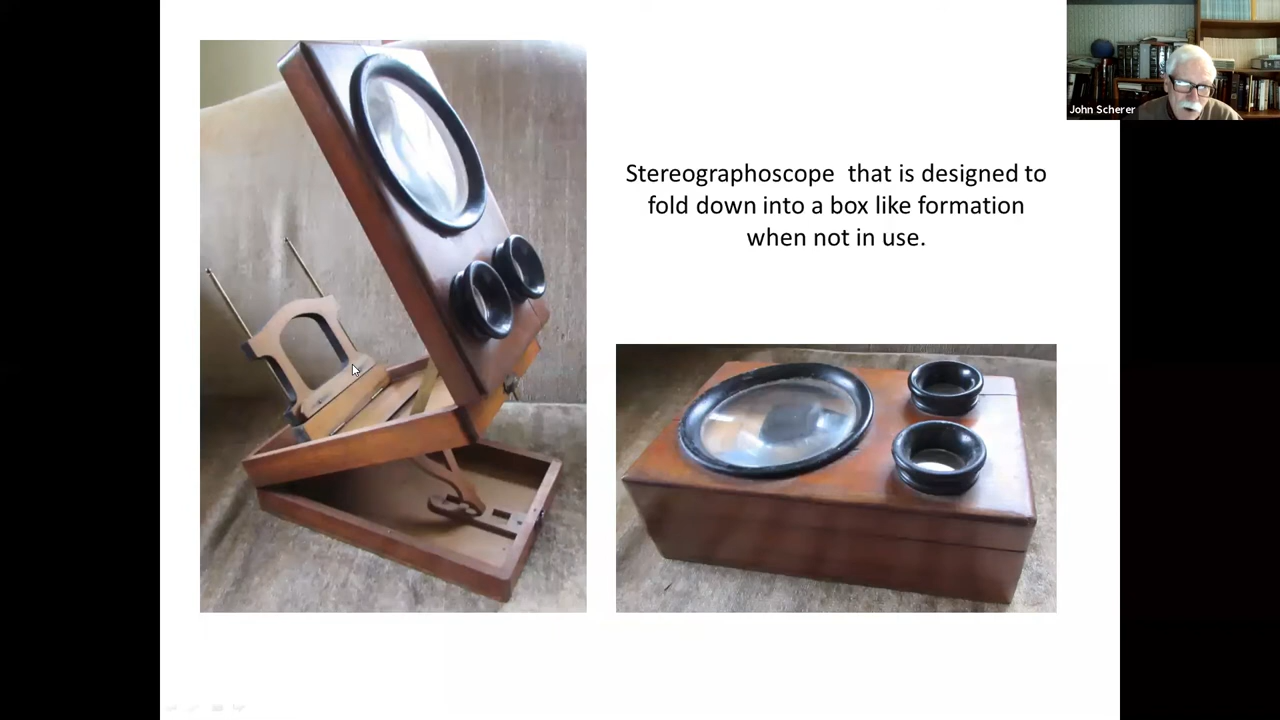 John Scherer
Stereographoscope  that is designed to
fold down into a box like formation
when not in use.